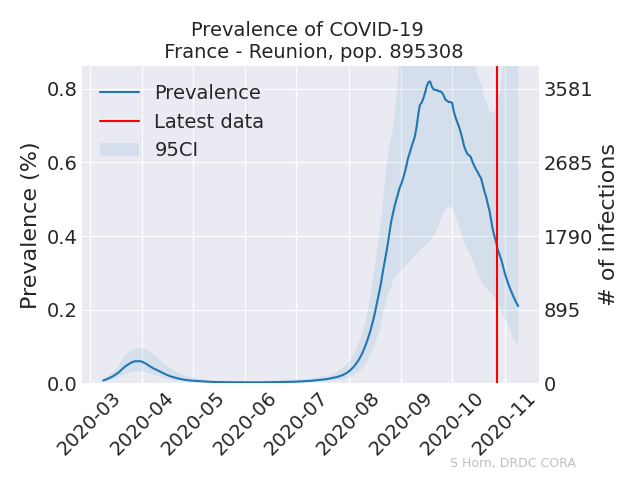 Prevalence of COVID-19
France - Reunion, pop. 895308
Prevalence (%)
0.8
0.6
0.4
0.2
0.0
Prevalence
Latest data
95CI
3581
2685
1790
895
0
# of infections
2020-03
2020-04
2020-05
2020-06
2020-07
2020-08
2020-09
2020-10
2020-11
S Horn, DRDC CORA